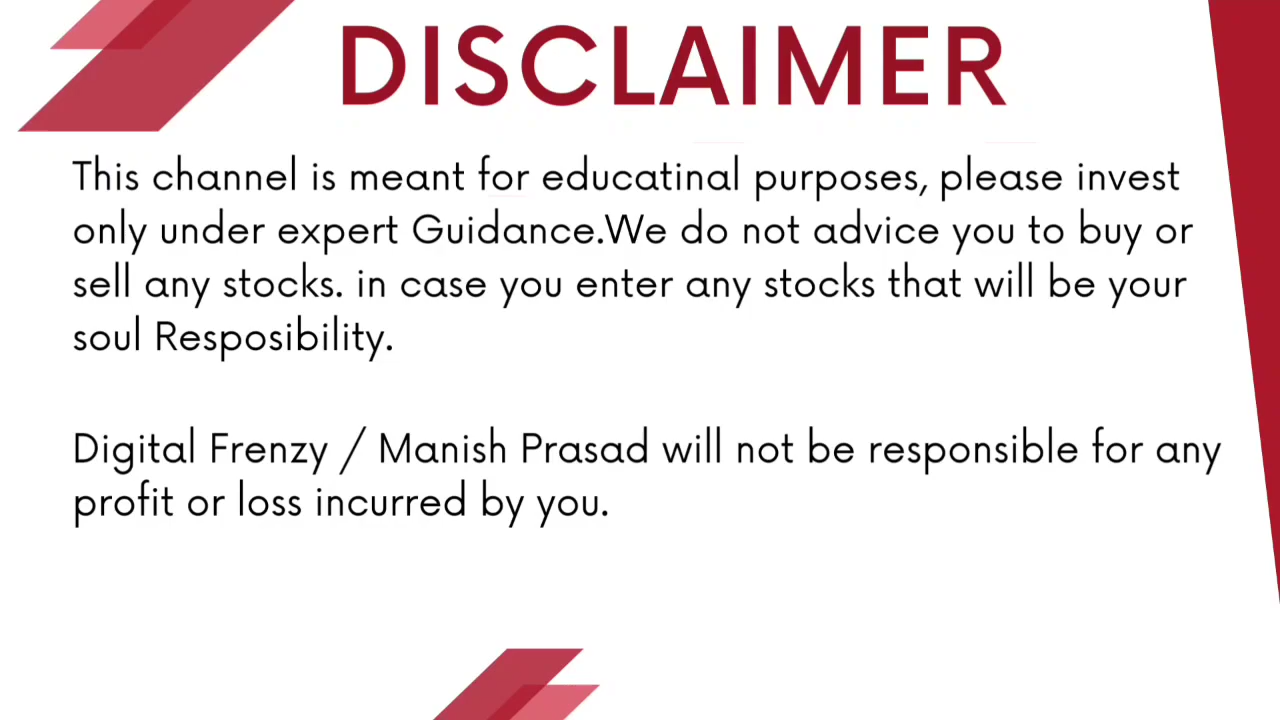 DISCLAIMER
This channel is meant for educatinal purposes, please invest
only under expert Guidance.We do not advice you to buy or
sell any stocks. in case you enter any stocks that will be your
soul Resposibility.
Digital Frenzy / Manish Prasad will not be responsible for any
profit or loss incurred by you.